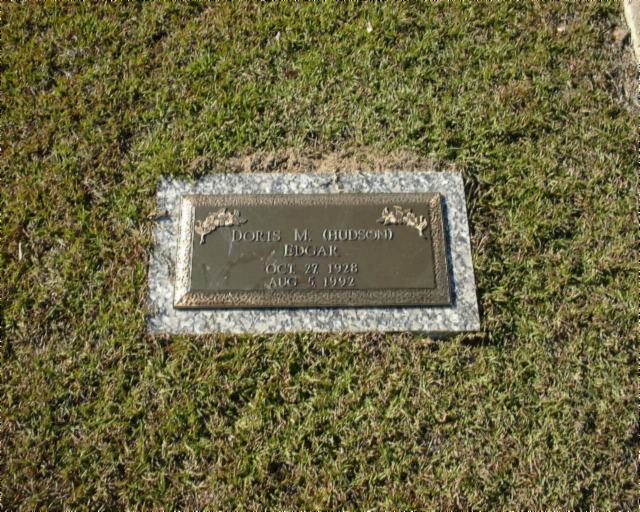 Doris M. (Hudson)
Edgar
Oct. 27, 1928
Aug. 5, 1992